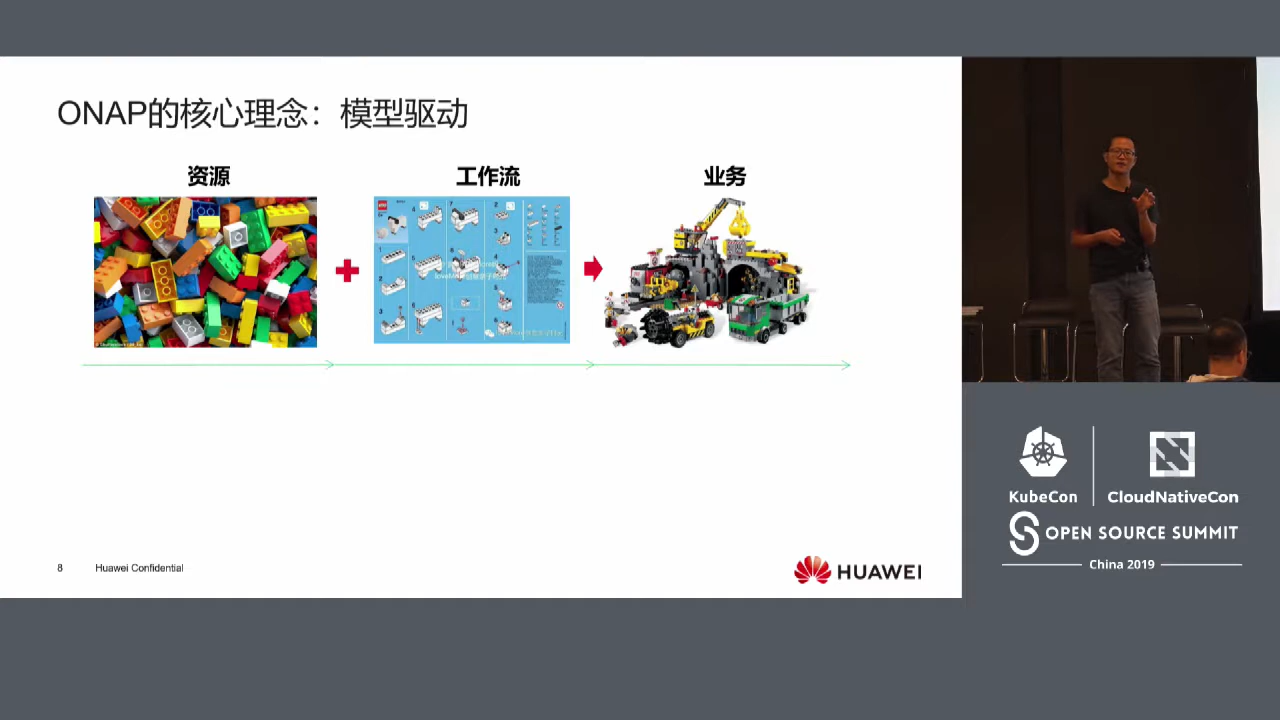 ONAP的核心理念：模型驱动
资源
工作流
业务
8
Huawei Confidential
HUAWEI
KubeCon
CloudNativeCon
OPEN SOURCE SUMMIT
China 2019